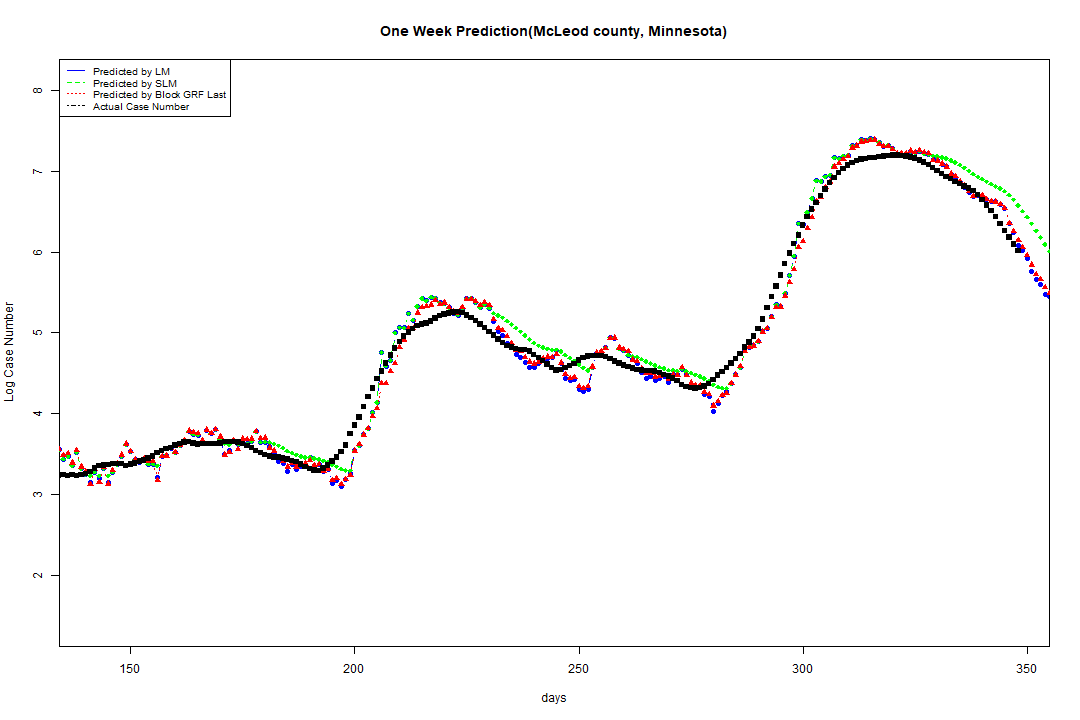 One Week Prediction(McLeod county, Minnesota)
Predicted by LM
Predicted by SLM
Predicted by Block GRF Last
Actual Case Number
8
7
6
5
4
3
2
Log Case Number
150 200 250 300 350
days